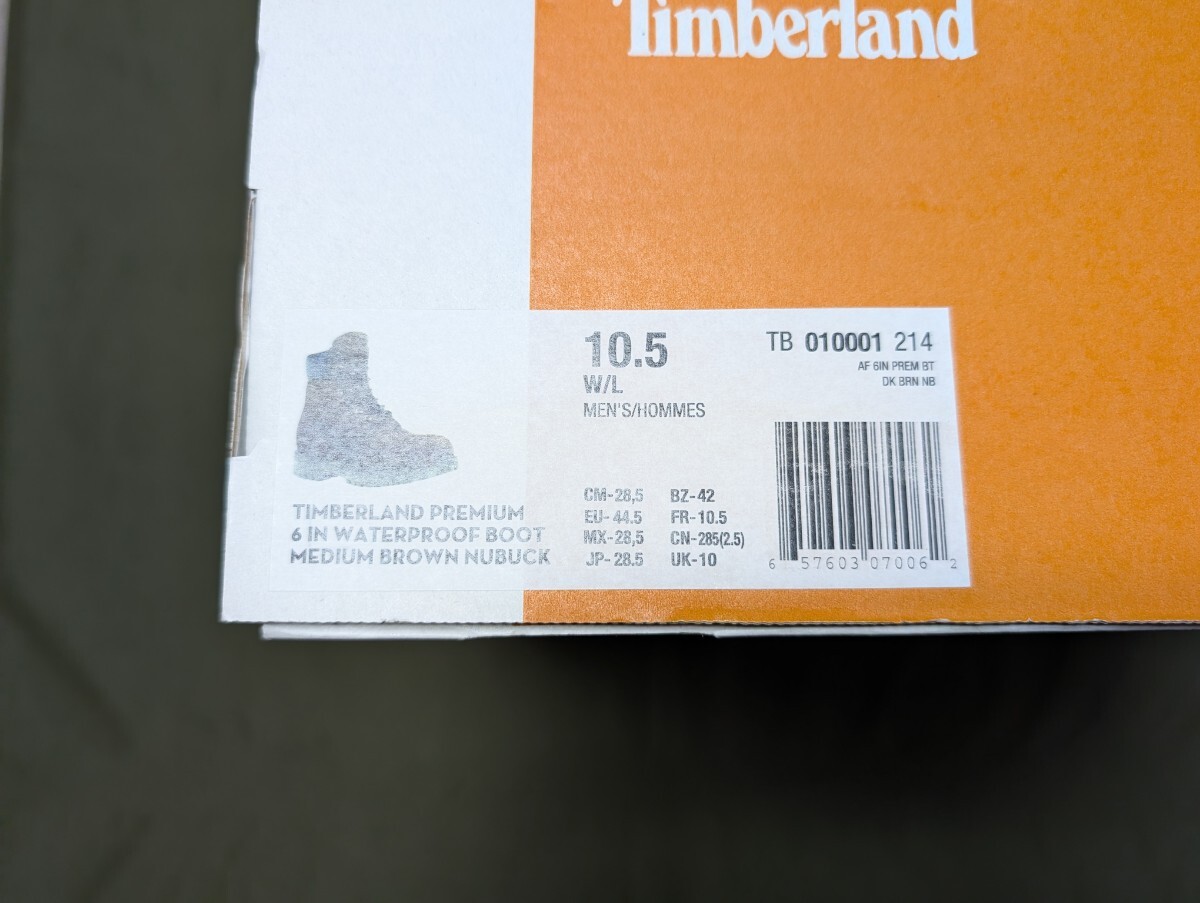 Timberland
10.5
W/L
MEN'S/HOMMES
TB 010001 214
AF 6IN PREM BT
DK BRN NB
TIMBERLAND PREMIUM
6 IN WATERPROOF BOOT
MEDIUM BROWN NUBUCK
CM-28,5 BZ-42
EU-44.5 FR-10.5
MX-28,5 CN-285(2.5)
JP-28.5 UK-10
6 57603 07006 2